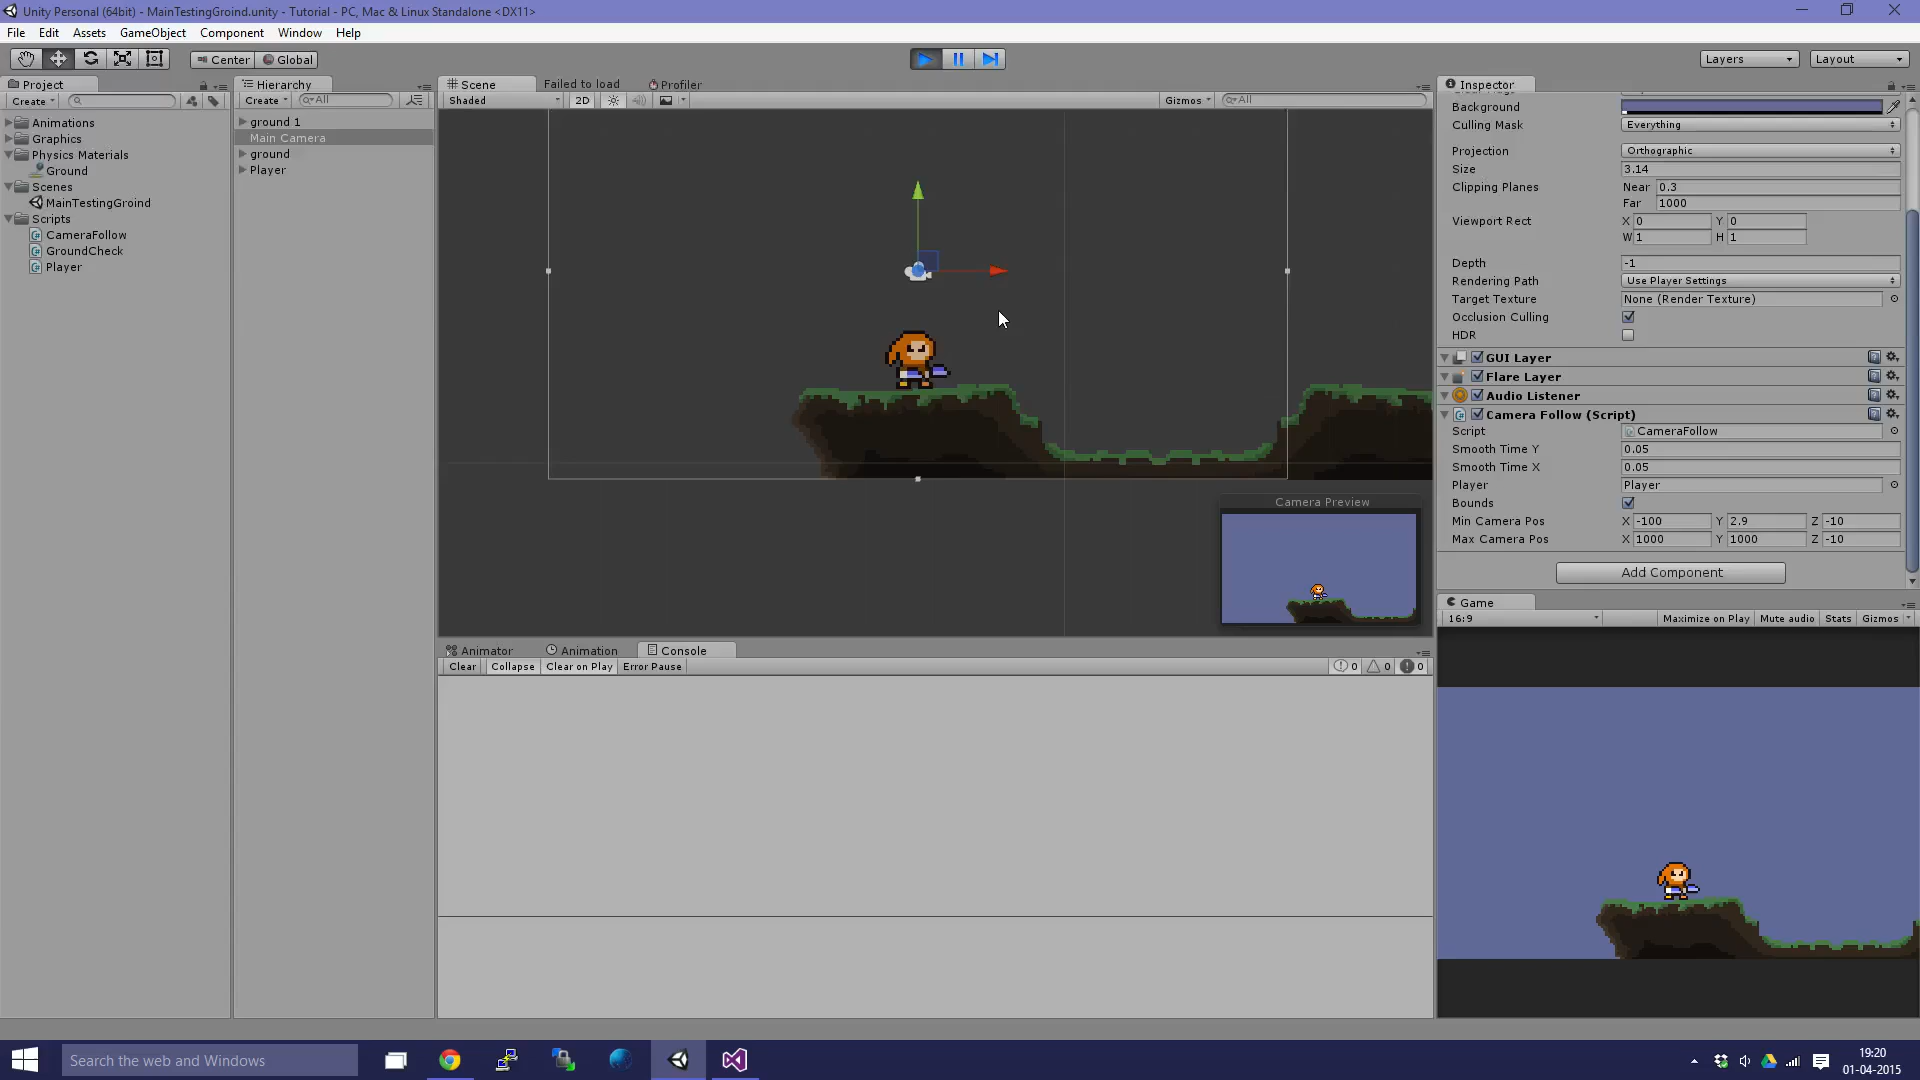 Unity Personal (64bit) - MainTestingGroind.unity - Tutorial - PC, Mac & Linux Standalone <DX11>
File Edit Assets GameObject Component Window Help
Center Global Layers Layout
Project
Create
Animations
Graphics
Physics Materials
Ground
Scenes
MainTestingGroind
Scripts
CameraFollow
GroundCheck
Player
Hierarchy
Create All
ground 1
Main Camera
ground
Player
Scene Failed to load Profiler
Shaded 2D Gizmos All
Camera Preview
Animator Animation Console
Clear Collapse Clear on Play Error Pause 0 0 0
Inspector
Background
Culling Mask Everything
Projection Orthographic
Size 3.14
Clipping Planes Near 0.3
Far 1000
Viewport Rect X 0 Y 0
W 1 H 1
Depth -1
Rendering Path Use Player Settings
Target Texture None (Render Texture)
Occlusion Culling
HDR
GUI Layer
Flare Layer
Audio Listener
Camera Follow (Script)
Script CameraFollow
Smooth Time Y 0.05
Smooth Time X 0.05
Player Player
Bounds
Min Camera Pos X -100 Y 2.9 Z -10
Max Camera Pos X 1000 Y 1000 Z -10
Add Component
Game
16:9 Maximize on Play Mute audio Stats Gizmos
Search the web and Windows
19:20
01-04-2015